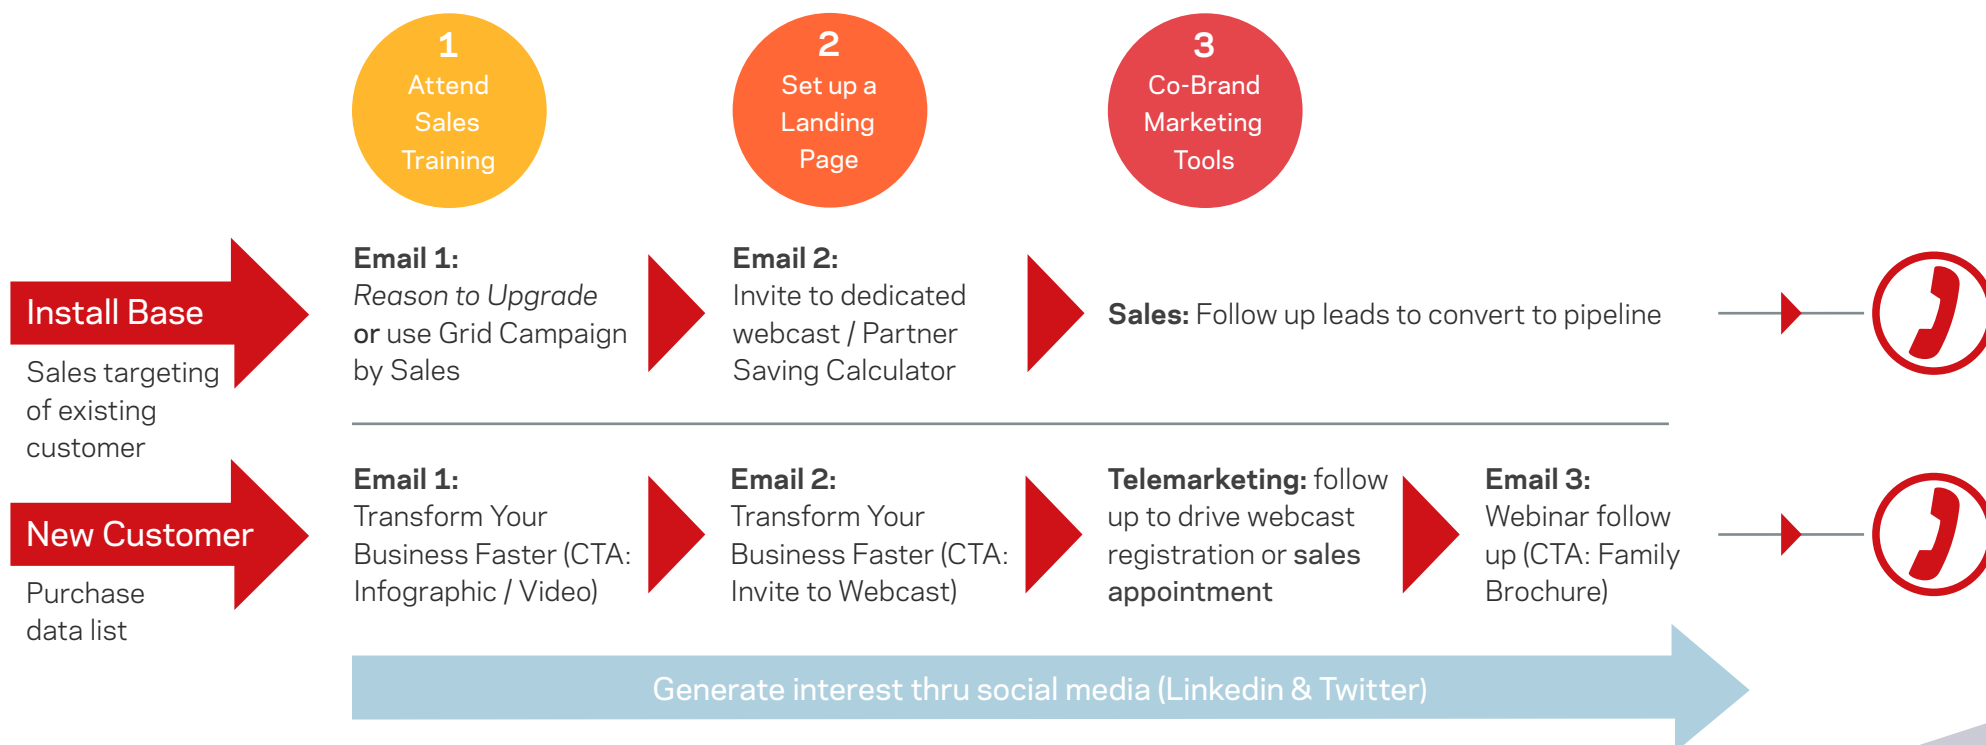 1
Attend
Sales
Training
2
Set up a
Landing
Page
3
Co-Brand
Marketing
Tools
Install Base
Sales targeting
of existing
customer
Email 1:
Reason to Upgrade
or use Grid Campaign
by Sales
Email 2:
Invite to dedicated
webcast / Partner
Saving Calculator
Sales: Follow up leads to convert to pipeline
New Customer
Purchase
data list
Email 1:
Transform Your
Business Faster (CTA:
Infographic / Video)
Email 2:
Transform Your
Business Faster (CTA:
Invite to Webcast)
Telemarketing: follow
up to drive webcast
registration or sales
appointment
Email 3:
Webinar follow
up (CTA: Family
Brochure)
Generate interest thru social media (Linkedin & Twitter)